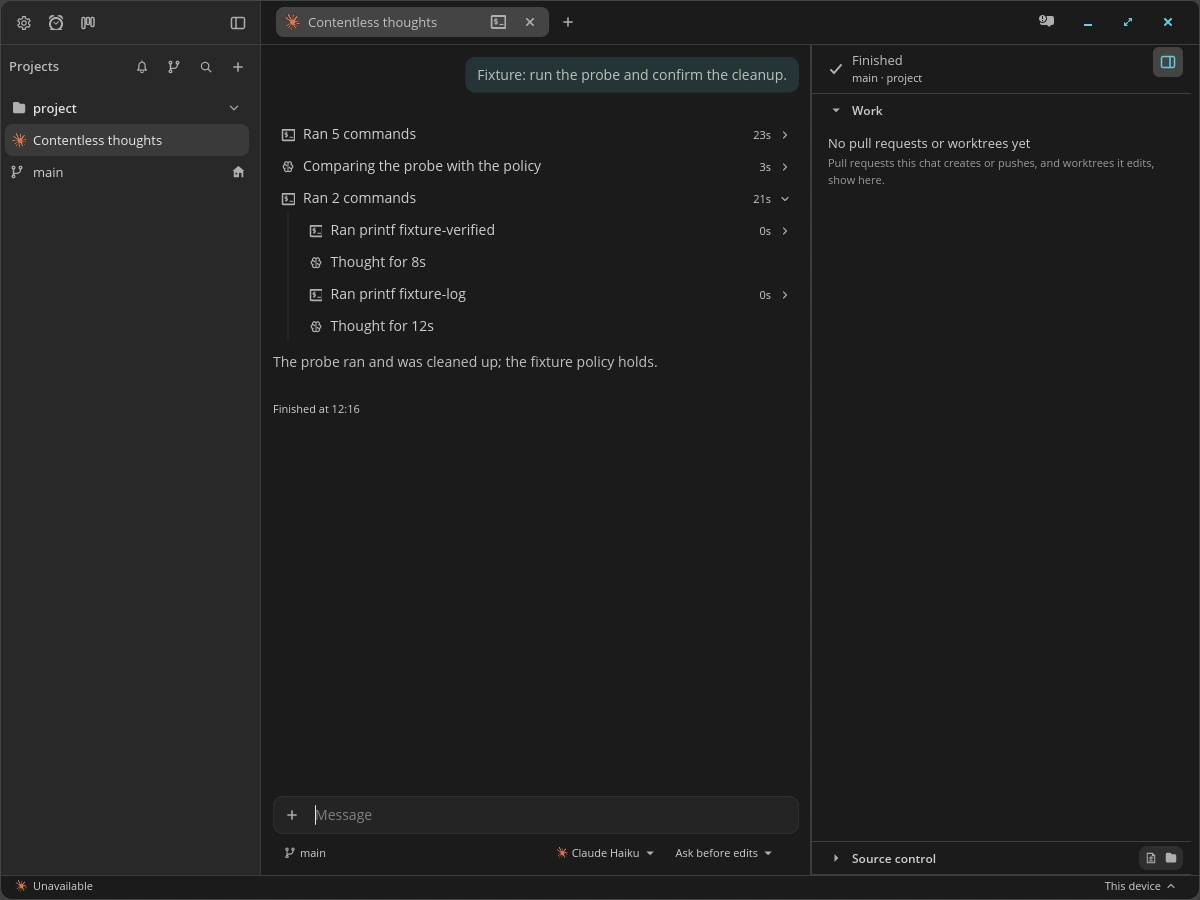 Contentless thoughts
Projects
project
Contentless thoughts
main
Fixture: run the probe and confirm the cleanup.
Ran 5 commands 23s
Comparing the probe with the policy 3s
Ran 2 commands 21s
Ran printf fixture-verified 0s
Thought for 8s
Ran printf fixture-log 0s
Thought for 12s
The probe ran and was cleaned up; the fixture policy holds.
Finished at 12:16
Message
main Claude Haiku Ask before edits
Finished
main · project
Work
No pull requests or worktrees yet
Pull requests this chat creates or pushes, and worktrees it edits,
show here.
Source control
Unavailable
This device